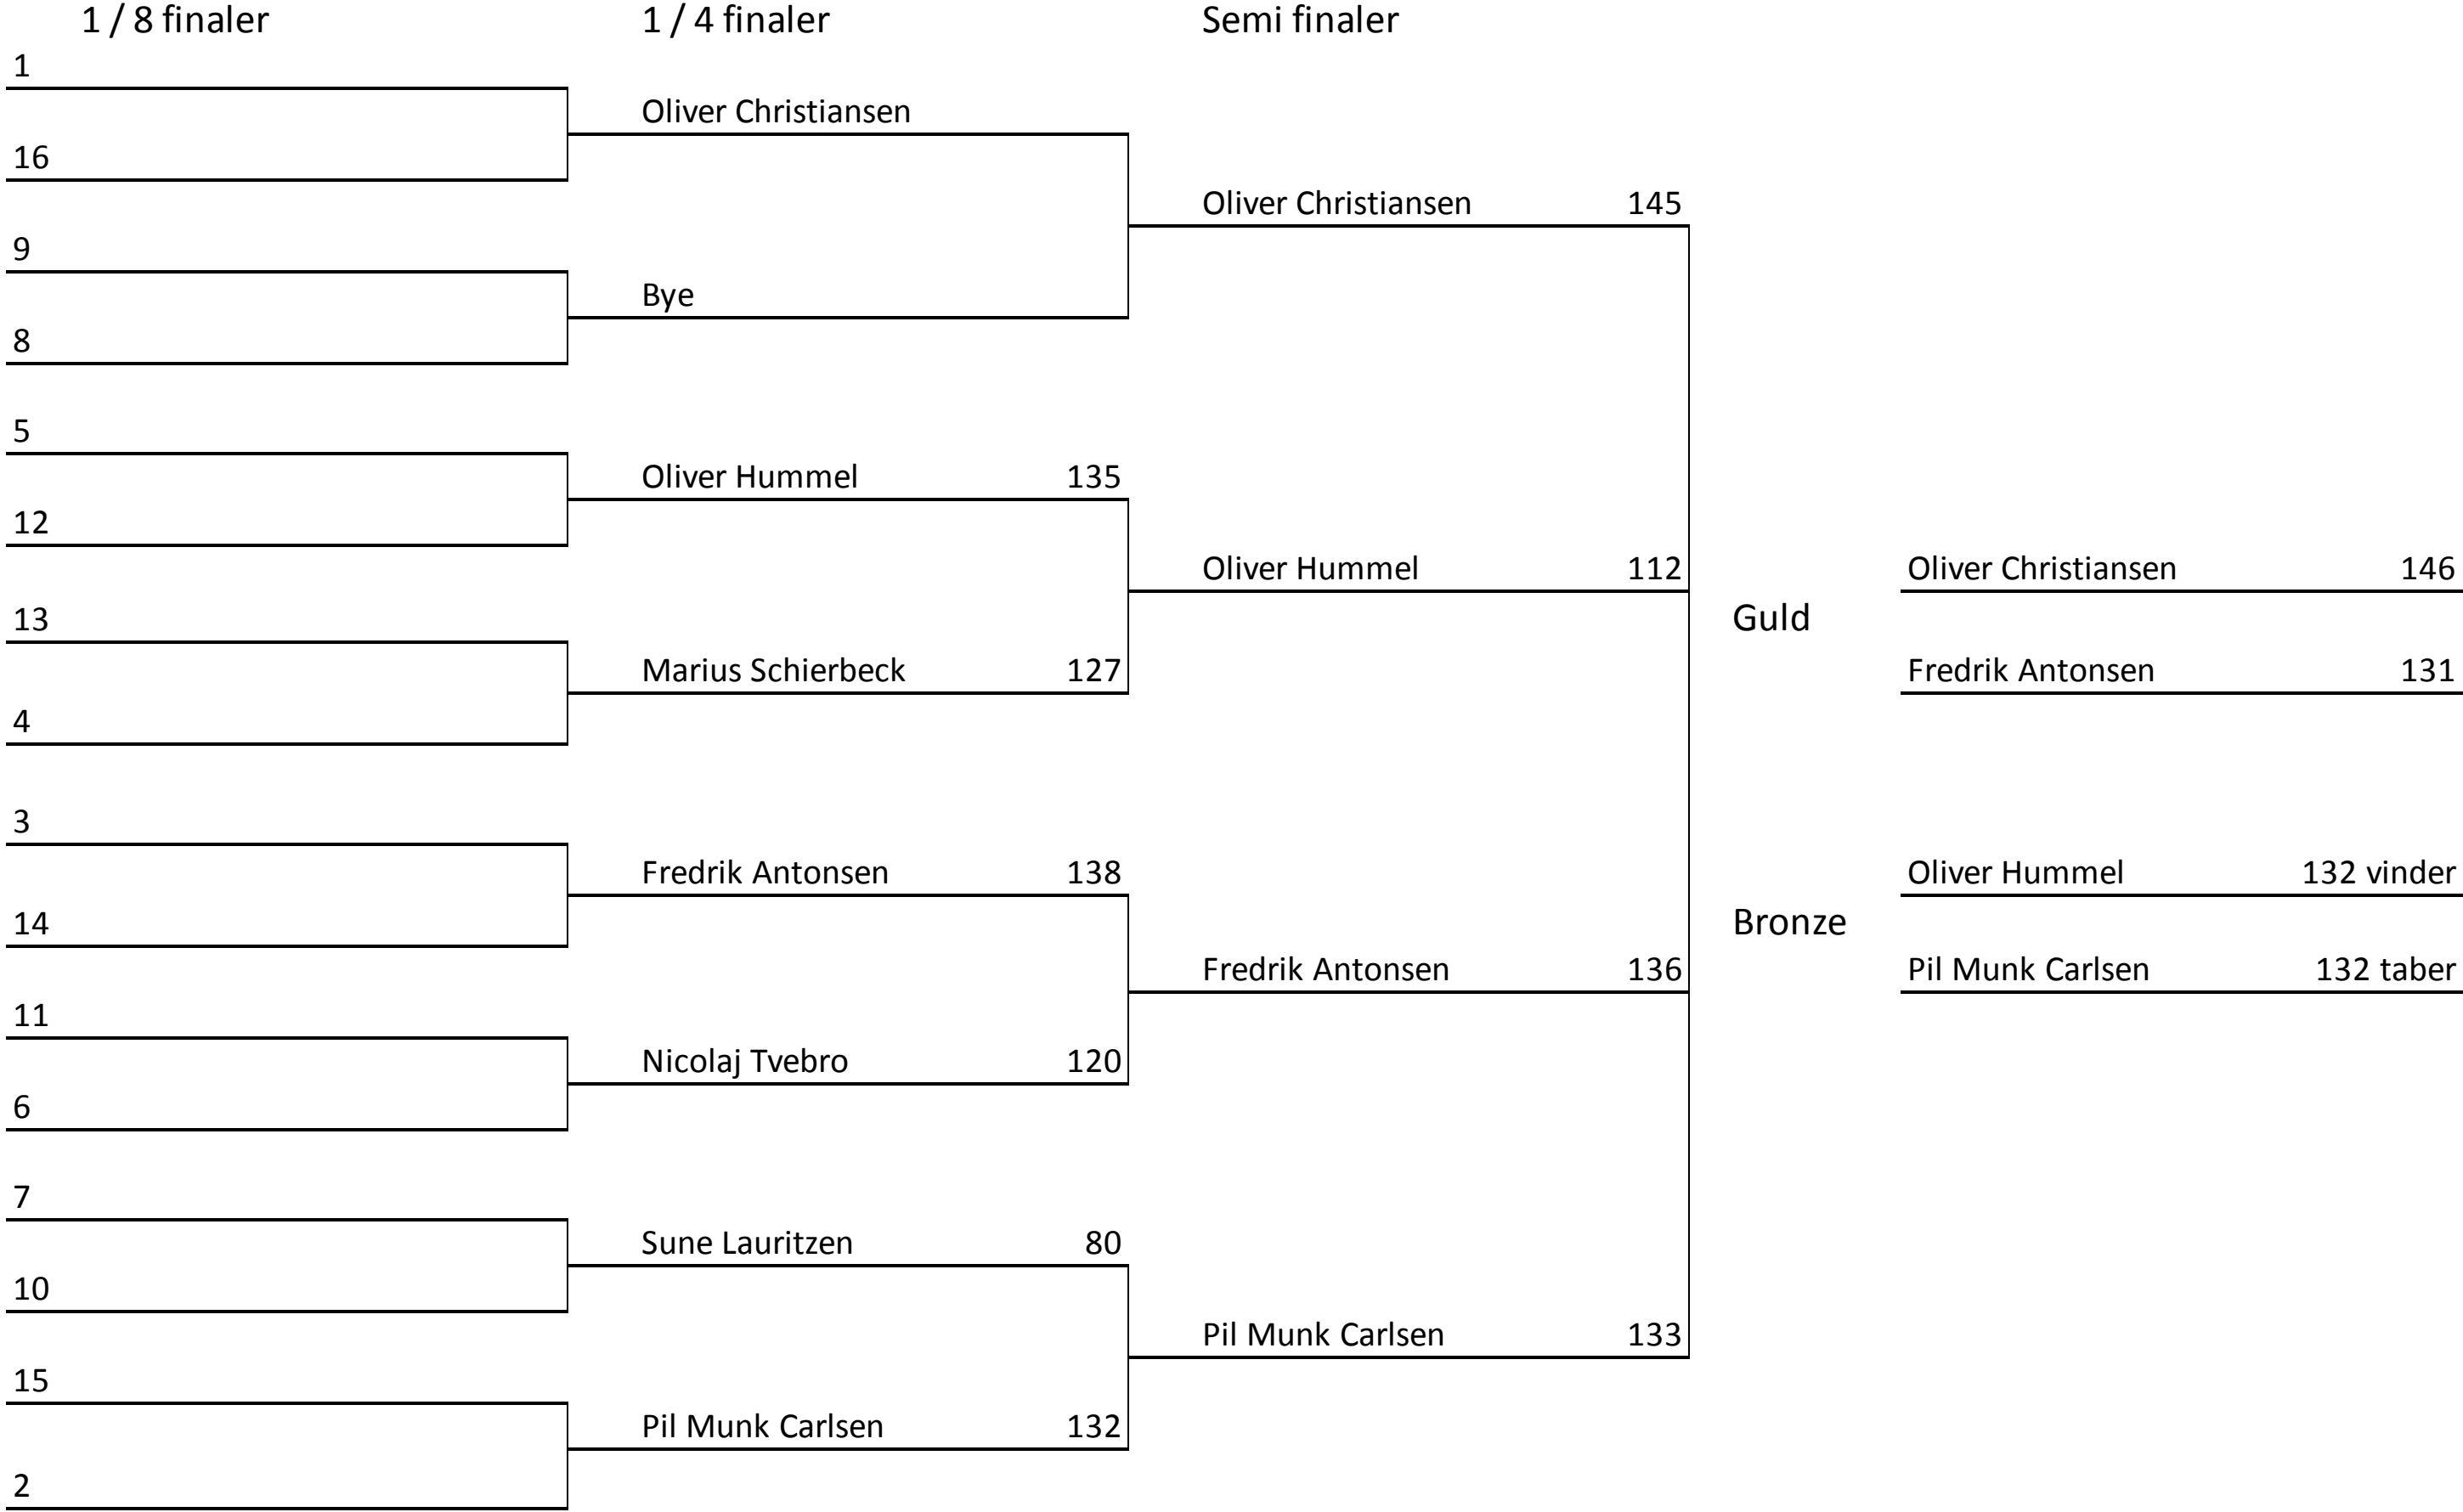 1 / 8 finaler 1 / 4 finaler Semi finaler
1
Oliver Christiansen
16
Oliver Christiansen 145
9
Bye
8
5
Oliver Hummel 135
12
Oliver Hummel 112 Oliver Christiansen 146
13 Guld
Marius Schierbeck 127 Fredrik Antonsen 131
4
3
Fredrik Antonsen 138 Oliver Hummel 132 vinder
14 Bronze
Fredrik Antonsen 136 Pil Munk Carlsen 132 taber
11
Nicolaj Tvebro 120
6
7
Sune Lauritzen 80
10
Pil Munk Carlsen 133
15
Pil Munk Carlsen 132
2